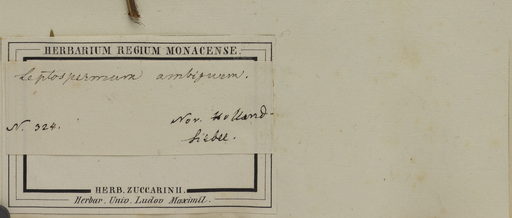 HERBARIUM REGIUM MONACENSE.
Leptospermum ambiguum.
N. 324.
Nov. Holland.
Sieber.
HERB. ZUCCARINII.
Herbar. Univ. Ludov Maximil.